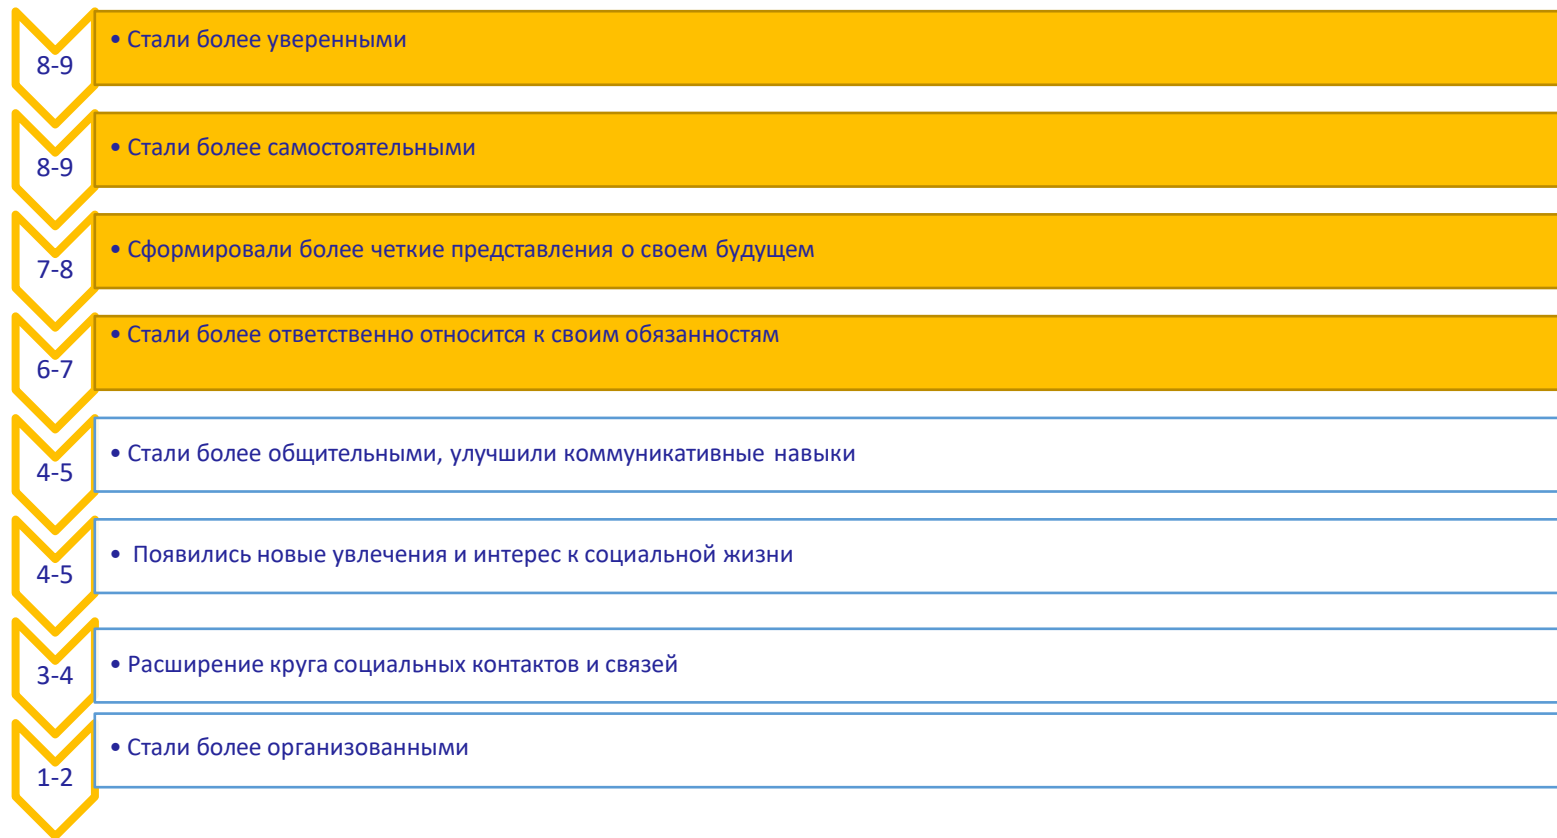 8-9
• Стали более уверенными
8-9
• Стали более самостоятельными
7-8
• Сформировали более четкие представления о своем будущем
6-7
• Стали более ответственно относится к своим обязанностям
4-5
• Стали более общительными, улучшили коммуникативные навыки
4-5
• Появились новые увлечения и интерес к социальной жизни
3-4
• Расширение круга социальных контактов и связей
1-2
• Стали более организованными